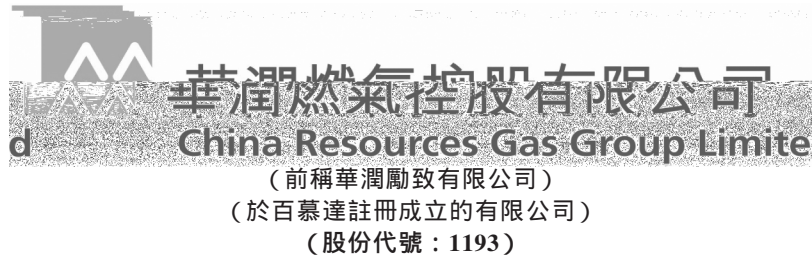 華潤燃氣控股有限公司
China Resources Gas Group Limited
(前稱華潤勵致有限公司)
(於百慕達註冊成立的有限公司)
(股份代號:1193)